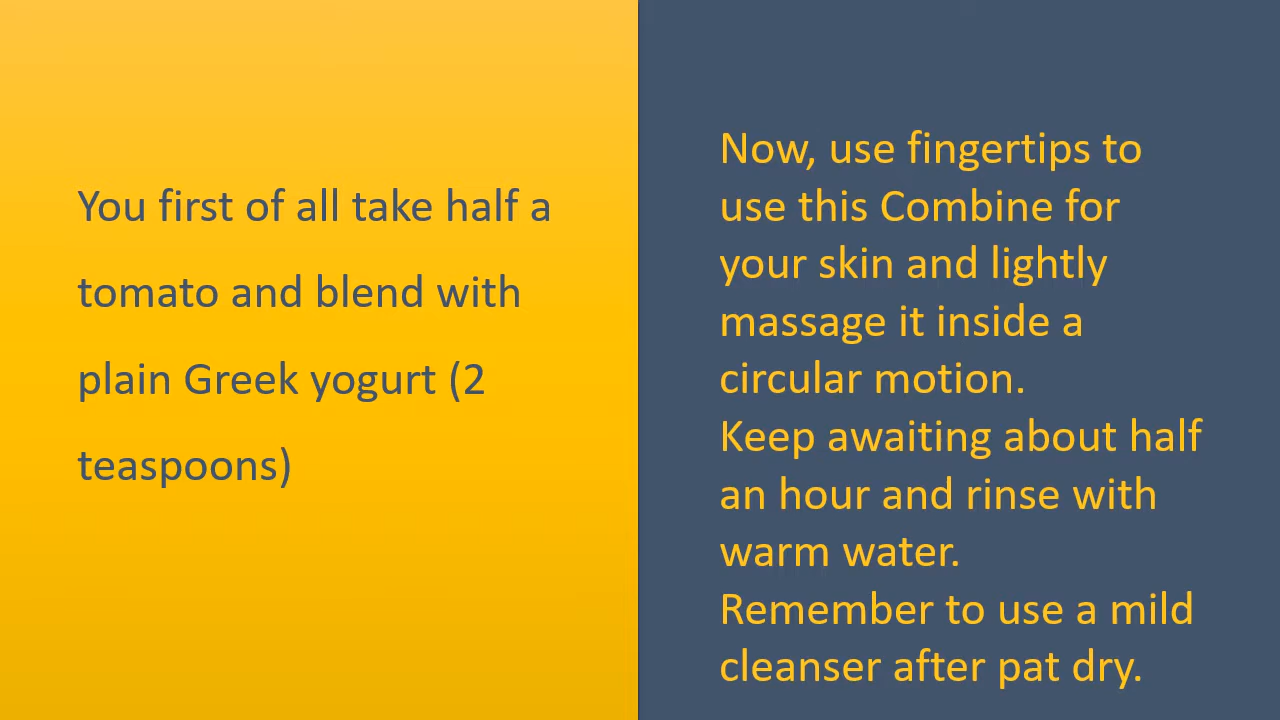 You first of all take half a
tomato and blend with
plain Greek yogurt (2
teaspoons)
Now, use fingertips to
use this Combine for
your skin and lightly
massage it inside a
circular motion.
Keep awaiting about half
an hour and rinse with
warm water.
Remember to use a mild
cleanser after pat dry.